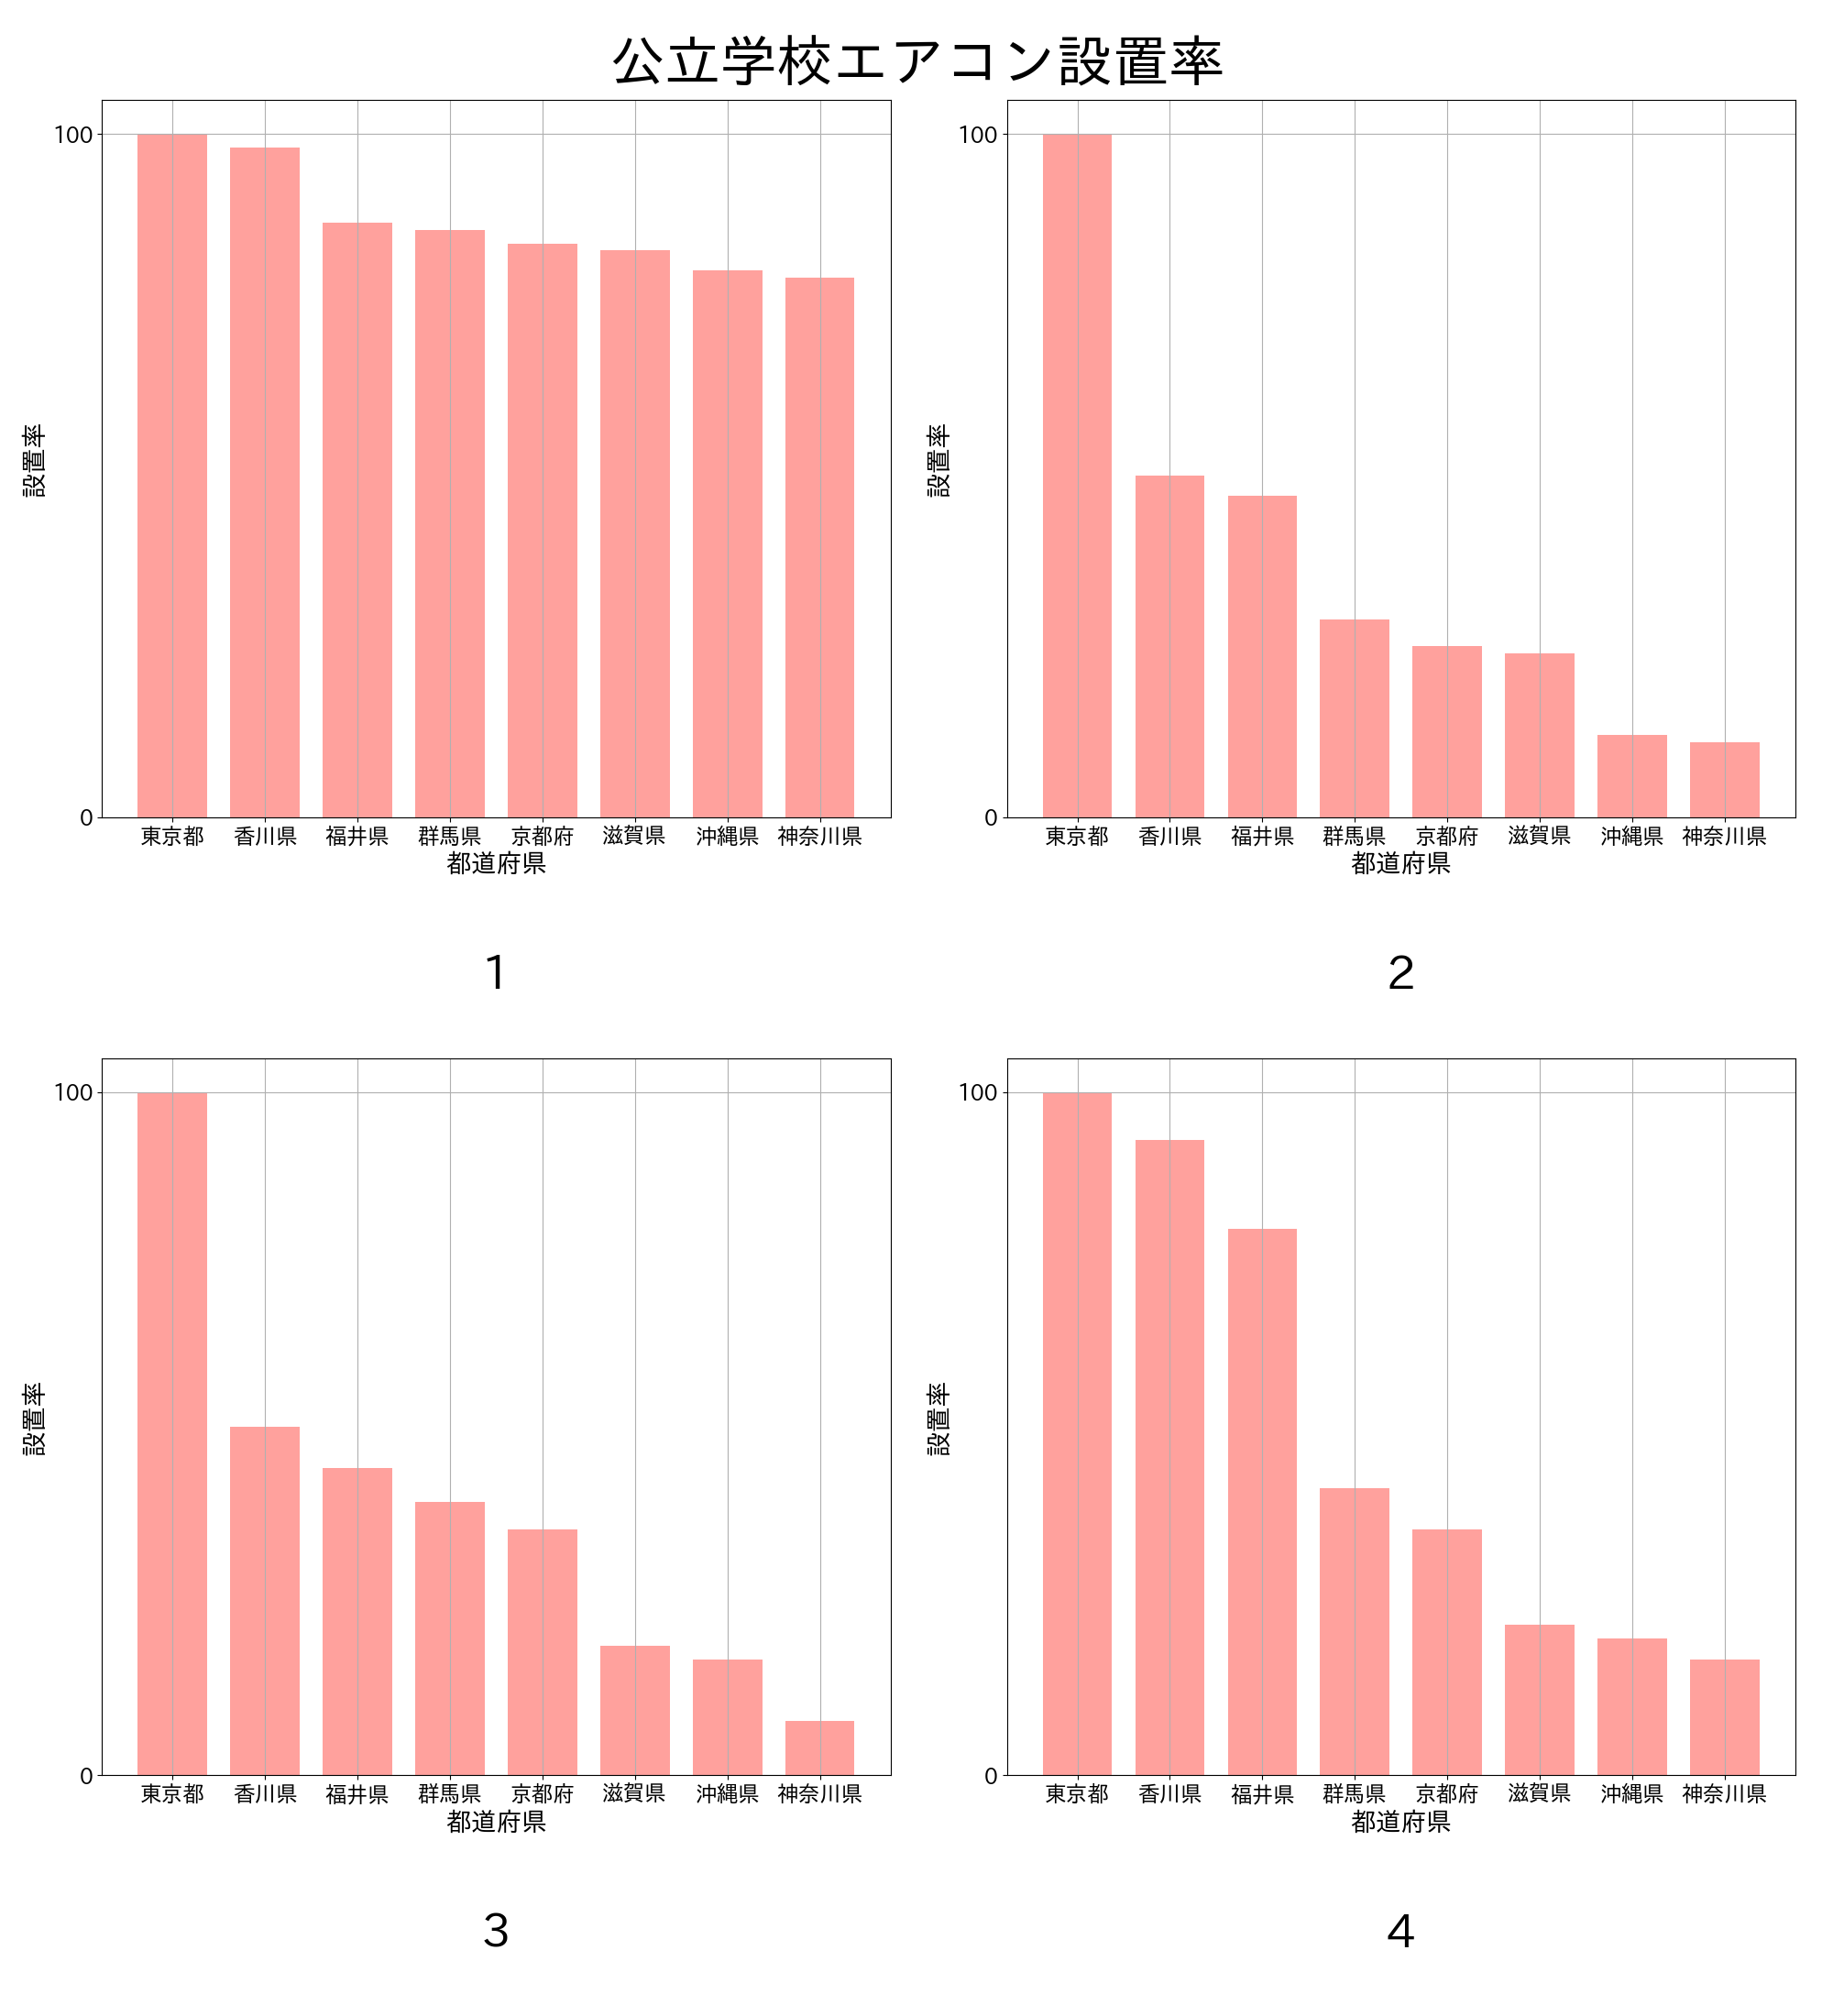 公立学校エアコン設置率
100
設置率
0
東京都 香川県 福井県 群馬県 京都府 滋賀県 沖縄県 神奈川県
都道府県
1
100
設置率
0
東京都 香川県 福井県 群馬県 京都府 滋賀県 沖縄県 神奈川県
都道府県
2
100
設置率
0
東京都 香川県 福井県 群馬県 京都府 滋賀県 沖縄県 神奈川県
都道府県
3
100
設置率
0
東京都 香川県 福井県 群馬県 京都府 滋賀県 沖縄県 神奈川県
都道府県
4